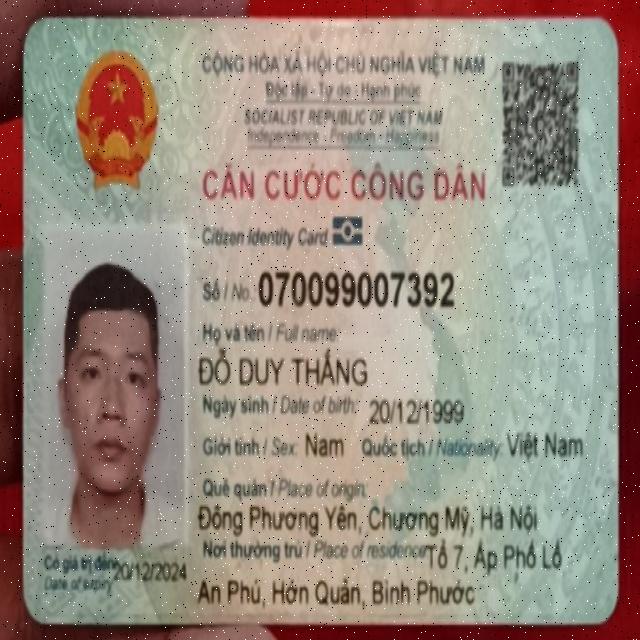 CỘNG HÒA XÃ HỘI CHỦ NGHĨA VIỆT NAM
Độc lập - Tự do - Hạnh phúc
SOCIALIST REPUBLIC OF VIET NAM
Independence - Freedom - Happiness
CĂN CƯỚC CÔNG DÂN
Citizen Identity Card
Số / No.: 070099007392
Họ và tên / Full name:
ĐỖ DUY THẮNG
Ngày sinh / Date of birth: 20/12/1999
Giới tính / Sex: Nam Quốc tịch / Nationality: Việt Nam
Quê quán / Place of origin:
Đồng Phương Yên, Chương Mỹ, Hà Nội
Nơi thường trú / Place of residence: Tổ 7, Ấp Phố Lố
An Phú, Hớn Quản, Bình Phước
Có giá trị đến: 20/12/2024
Date of expiry